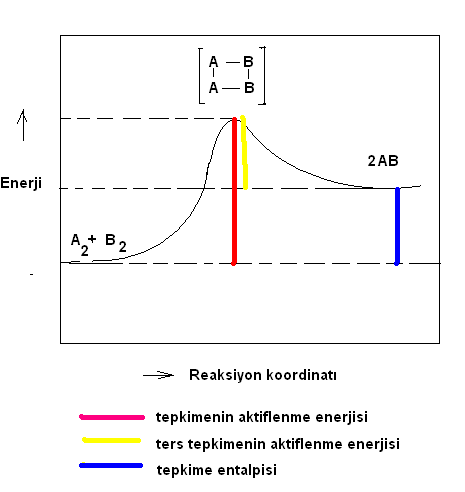 A — B
A — B
2AB
Enerji
A2 + B2
Reaksiyon koordinatı
tepkimenin aktiflenme enerjisi
ters tepkimenin aktiflenme enerjisi
tepkime entalpisi